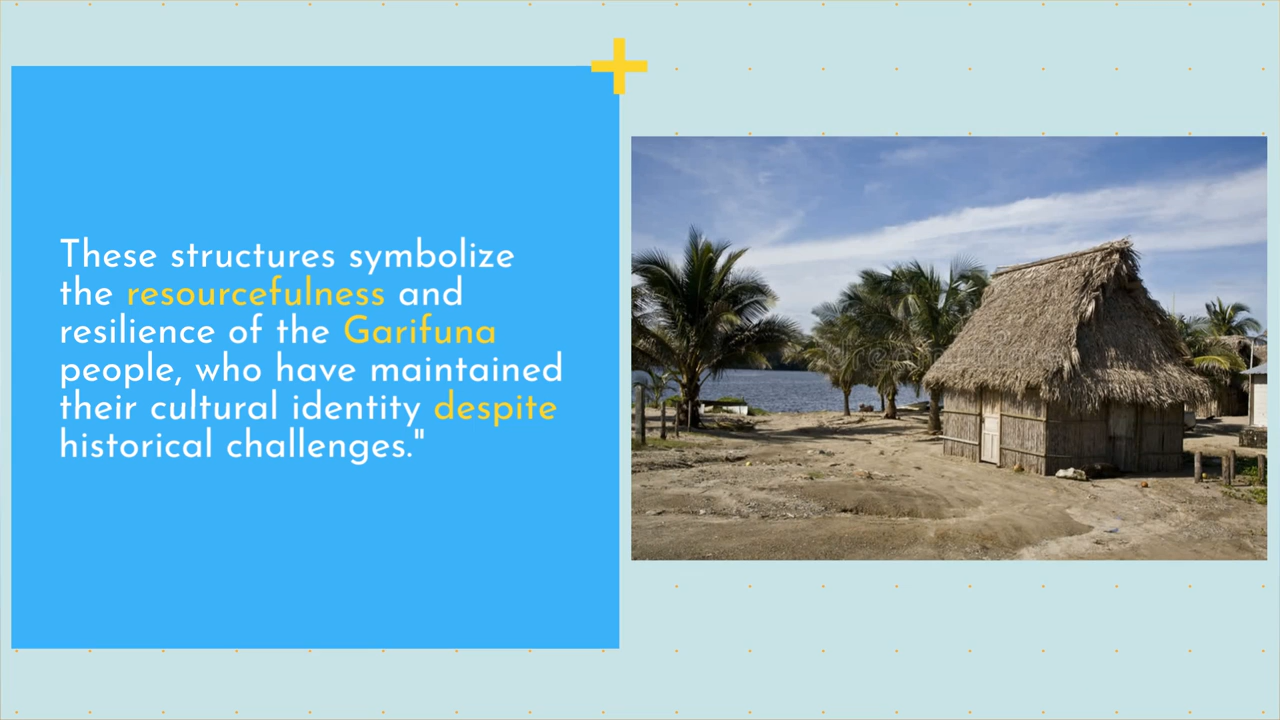 These structures symbolize
the resourcefulness and
resilience of the Garifuna
people, who have maintained
their cultural identity despite
historical challenges."